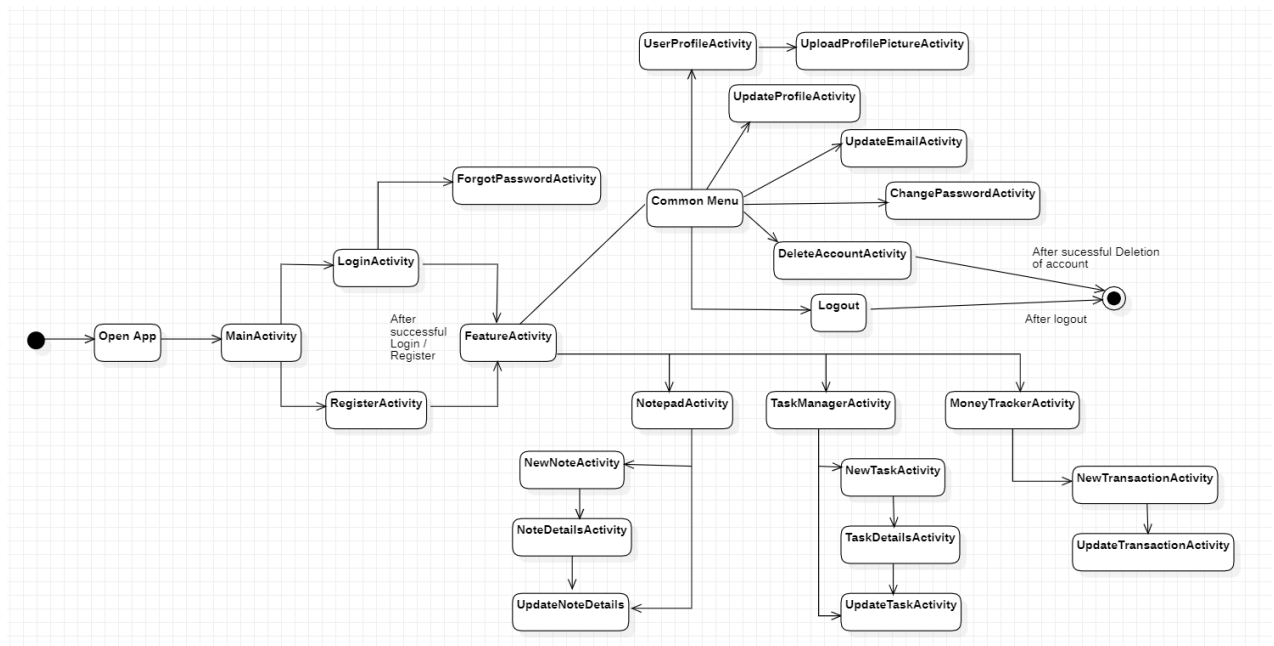 UserProfileActivity
UploadProfilePictureActivity
UpdateProfileActivity
UpdateEmailActivity
ForgotPasswordActivity
Common Menu
ChangePasswordActivity
LoginActivity
DeleteAccountActivity
After sucessful Deletion
of account
Logout
After logout
After
successful
Login /
Register
Open App
MainActivity
FeatureActivity
RegisterActivity
NotepadActivity
TaskManagerActivity
MoneyTrackerActivity
NewNoteActivity
NewTaskActivity
NewTransactionActivity
NoteDetailsActivity
TaskDetailsActivity
UpdateTransactionActivity
UpdateNoteDetails
UpdateTaskActivity